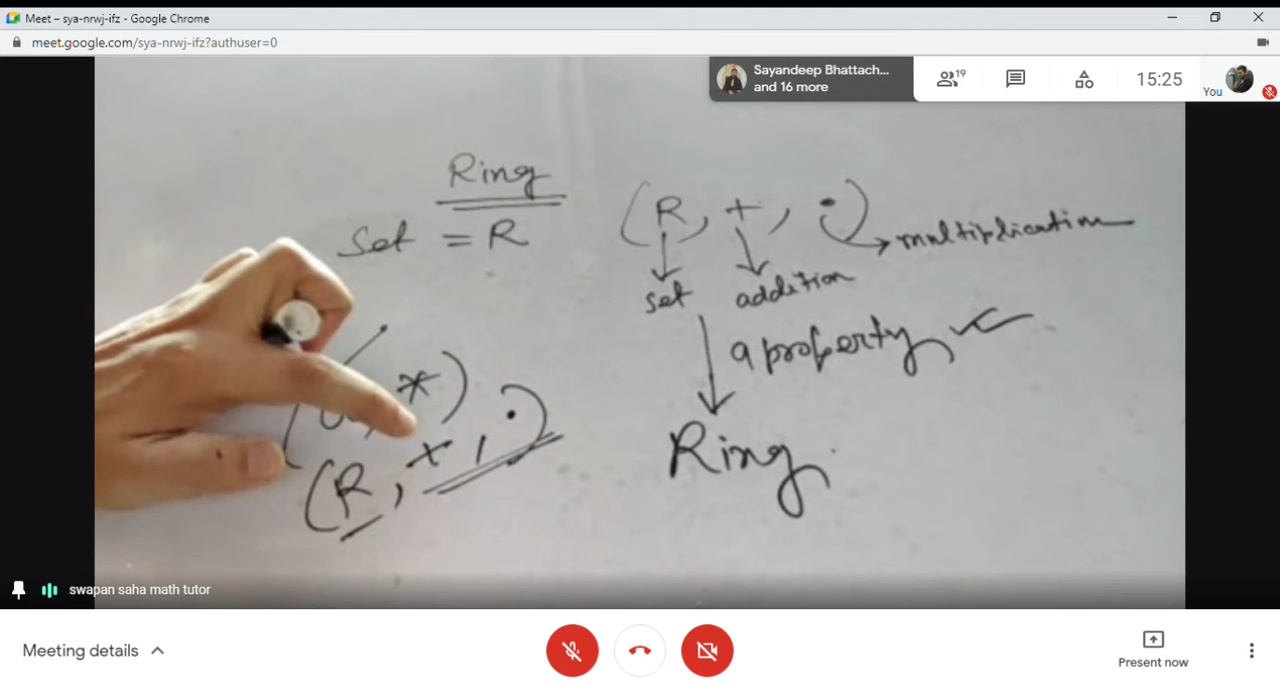 Meet – sya-nrwj-ifz - Google Chrome
meet.google.com/sya-nrwj-ifz?authuser=0
Sayandeep Bhattach...
and 16 more
19
15:25
You
Ring
Set = R
(R, +, ·)
multiplication
set
addition
a property ✓
Ring
*)
(R, +, ·)
swapan saha math tutor
Meeting details
Present now